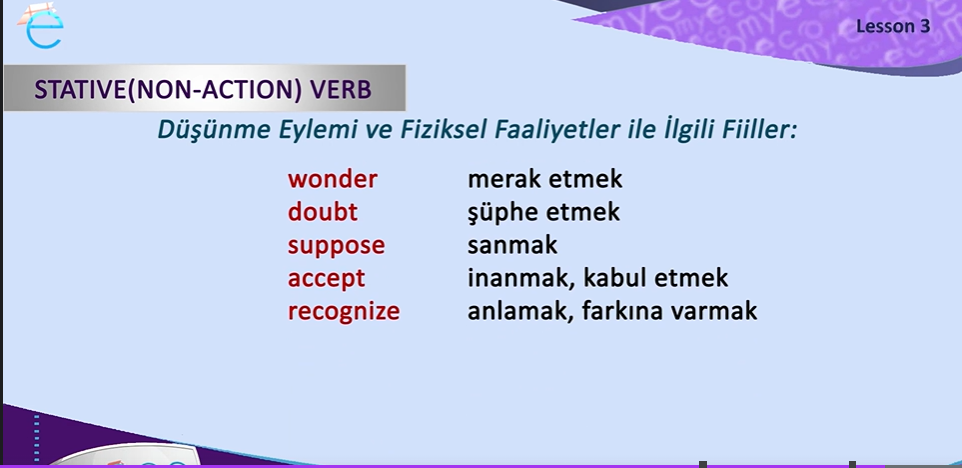 Lesson 3
STATIVE(NON-ACTION) VERB
Düşünme Eylemi ve Fiziksel Faaliyetler ile İlgili Fiiller:
wonder merak etmek
doubt şüphe etmek
suppose sanmak
accept inanmak, kabul etmek
recognize anlamak, farkına varmak